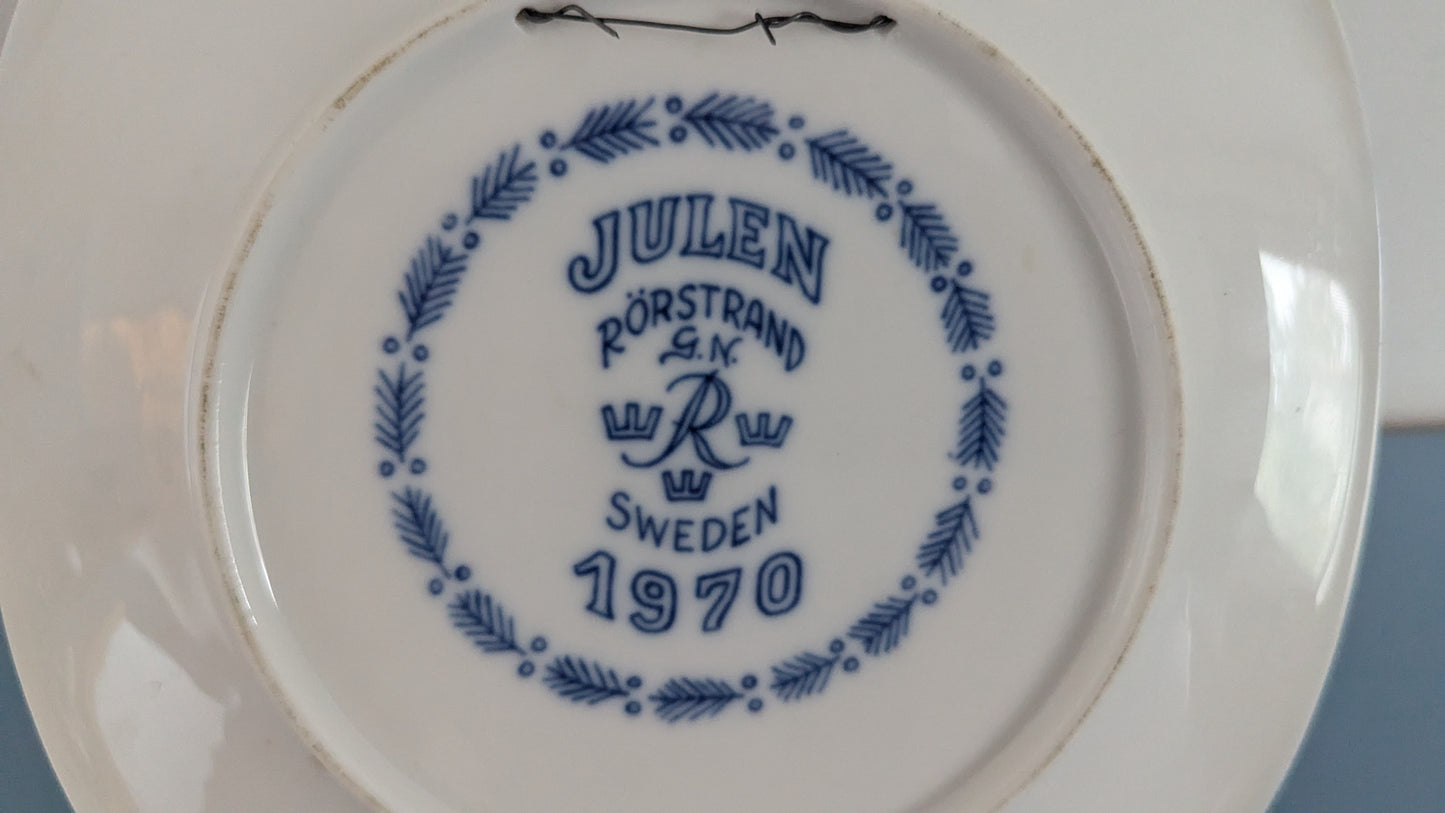 JULEN
RÖRSTRAND
G.N.
R
SWEDEN
1970